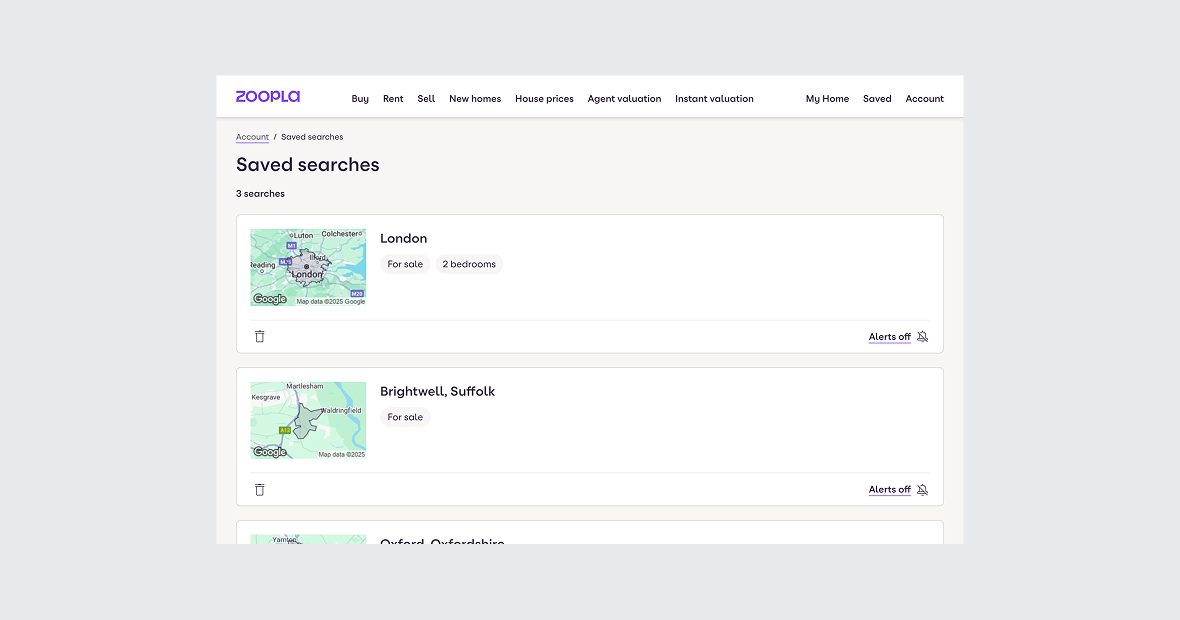 zoopla
Buy Rent Sell New homes House prices Agent valuation Instant valuation My Home Saved Account
Account / Saved searches
Saved searches
3 searches
Luton Colchester
M1
Ilford
Reading
London
M20
Google Map data ©2025 Google
London
For sale 2 bedrooms
Alerts off
Martlesham
Kesgrave
Waldringfield
A12
Google Map data ©2025
Brightwell, Suffolk
For sale
Alerts off
Yarnton
Oxford, Oxfordshire